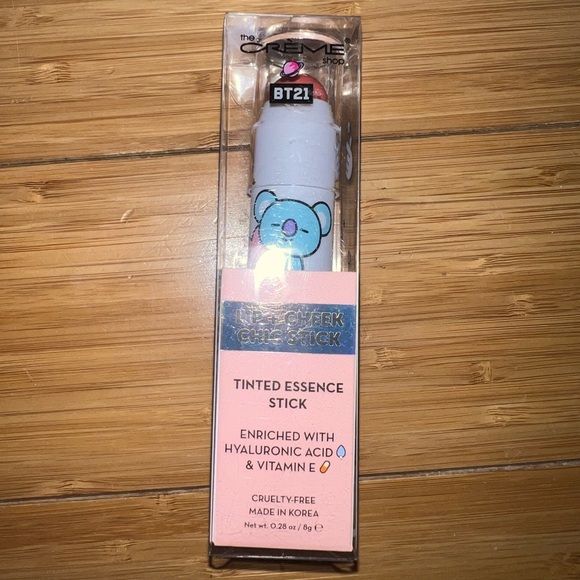 the
CRÈME®
shop
BT21
LIP + CHEEK
CHIC STICK
TINTED ESSENCE
STICK
ENRICHED WITH
HYALURONIC ACID
& VITAMIN E
CRUELTY-FREE
MADE IN KOREA
Net wt. 0.28 oz / 8g ℮